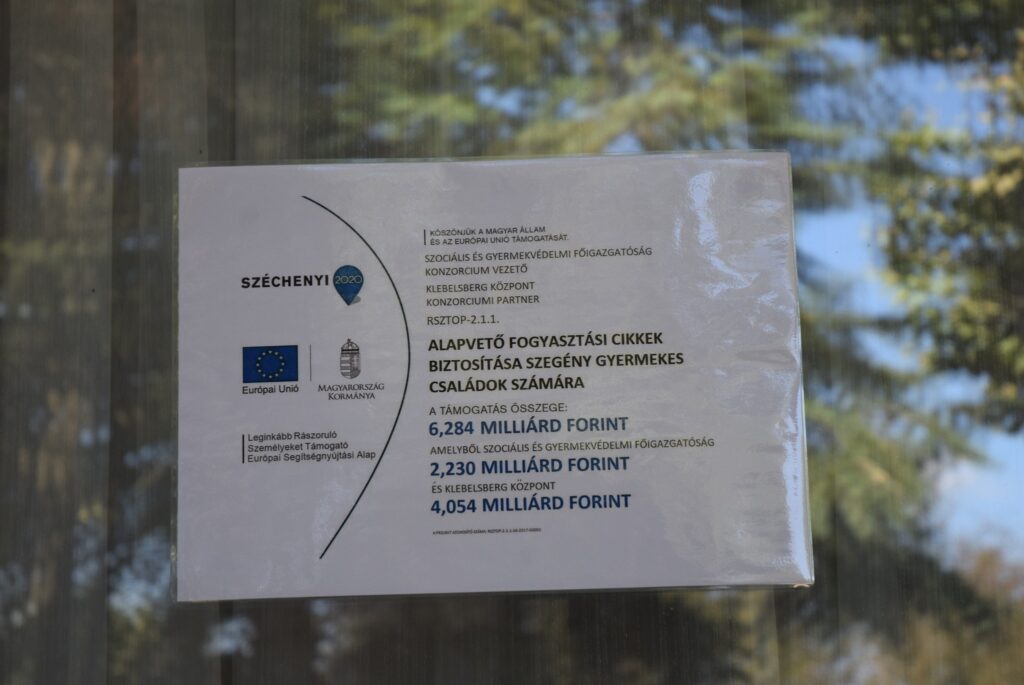 SZÉCHENYI 2020
Európai Unió
MAGYARORSZÁG
KORMÁNYA
Leginkább Rászoruló
Személyeket Támogató
Európai Segítségnyújtási Alap
KÖSZÖNJÜK A MAGYAR ÁLLAM
ÉS AZ EURÓPAI UNIÓ TÁMOGATÁSÁT.
SZOCIÁLIS ÉS GYERMEKVÉDELMI FŐIGAZGATÓSÁG
KONZORCIUM VEZETŐ
KLEBELSBERG KÖZPONT
KONZORCIUMI PARTNER
RSZTOP-2.1.1.
ALAPVETŐ FOGYASZTÁSI CIKKEK
BIZTOSÍTÁSA SZEGÉNY GYERMEKES
CSALÁDOK SZÁMÁRA
A TÁMOGATÁS ÖSSZEGE:
6,284 MILLIÁRD FORINT
AMELYBŐL SZOCIÁLIS ÉS GYERMEKVÉDELMI FŐIGAZGATÓSÁG
2,230 MILLIÁRD FORINT
ÉS KLEBELSBERG KÖZPONT
4,054 MILLIÁRD FORINT
A PROJEKT AZONOSÍTÓ SZÁMA: